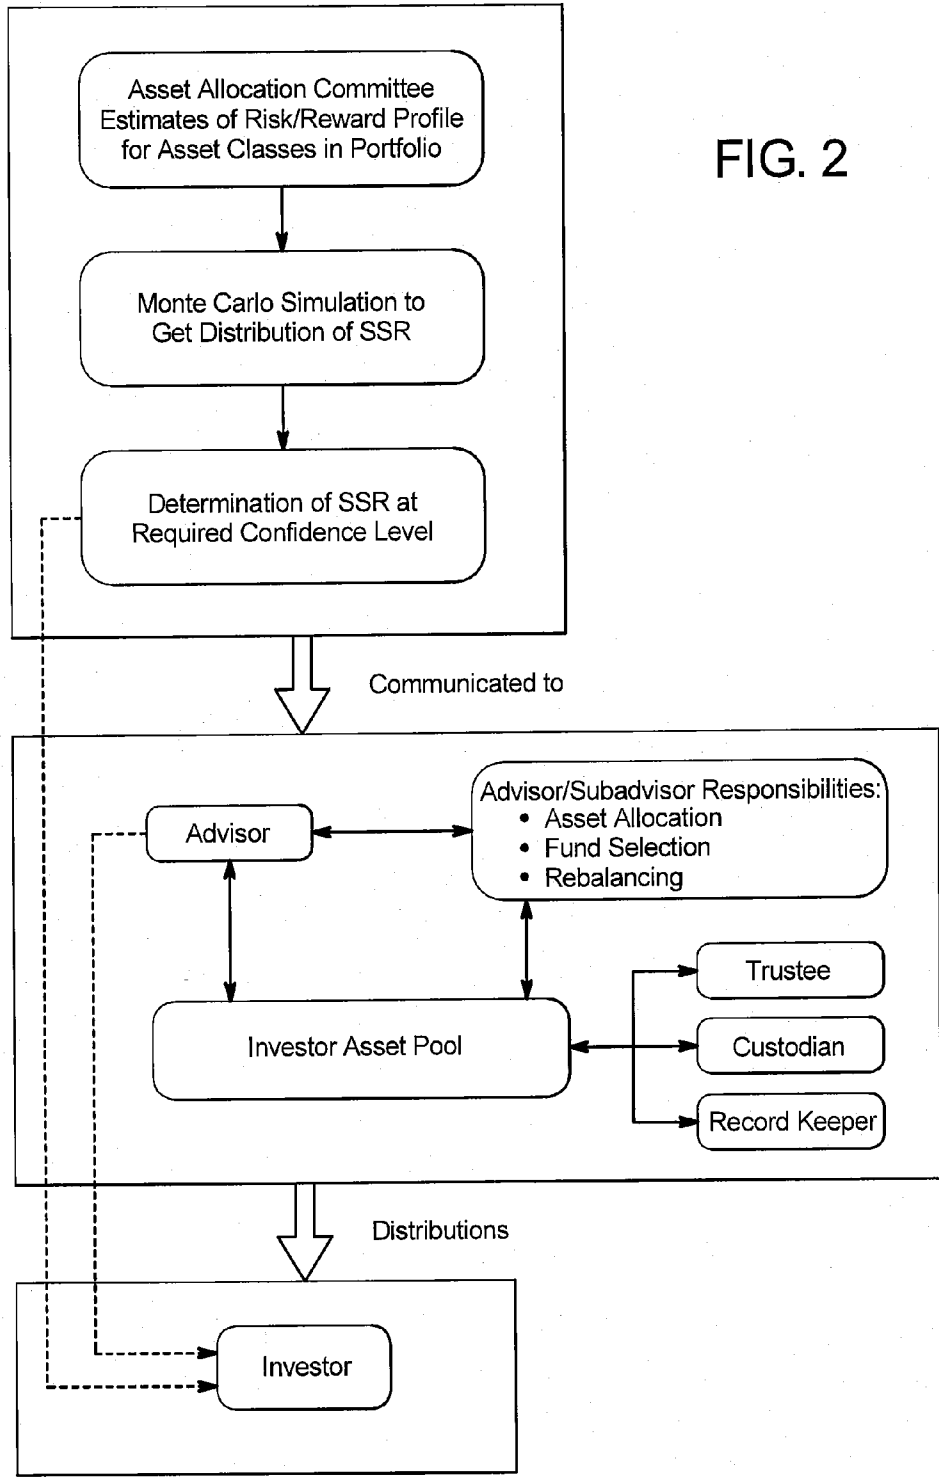 Asset Allocation Committee
Estimates of Risk/Reward Profile
for Asset Classes in Portfolio
FIG. 2
Monte Carlo Simulation to
Get Distribution of SSR
Determination of SSR at
Required Confidence Level
Communicated to
Advisor
Advisor/Subadvisor Responsibilities:
• Asset Allocation
• Fund Selection
• Rebalancing
Investor Asset Pool
Trustee
Custodian
Record Keeper
Distributions
Investor